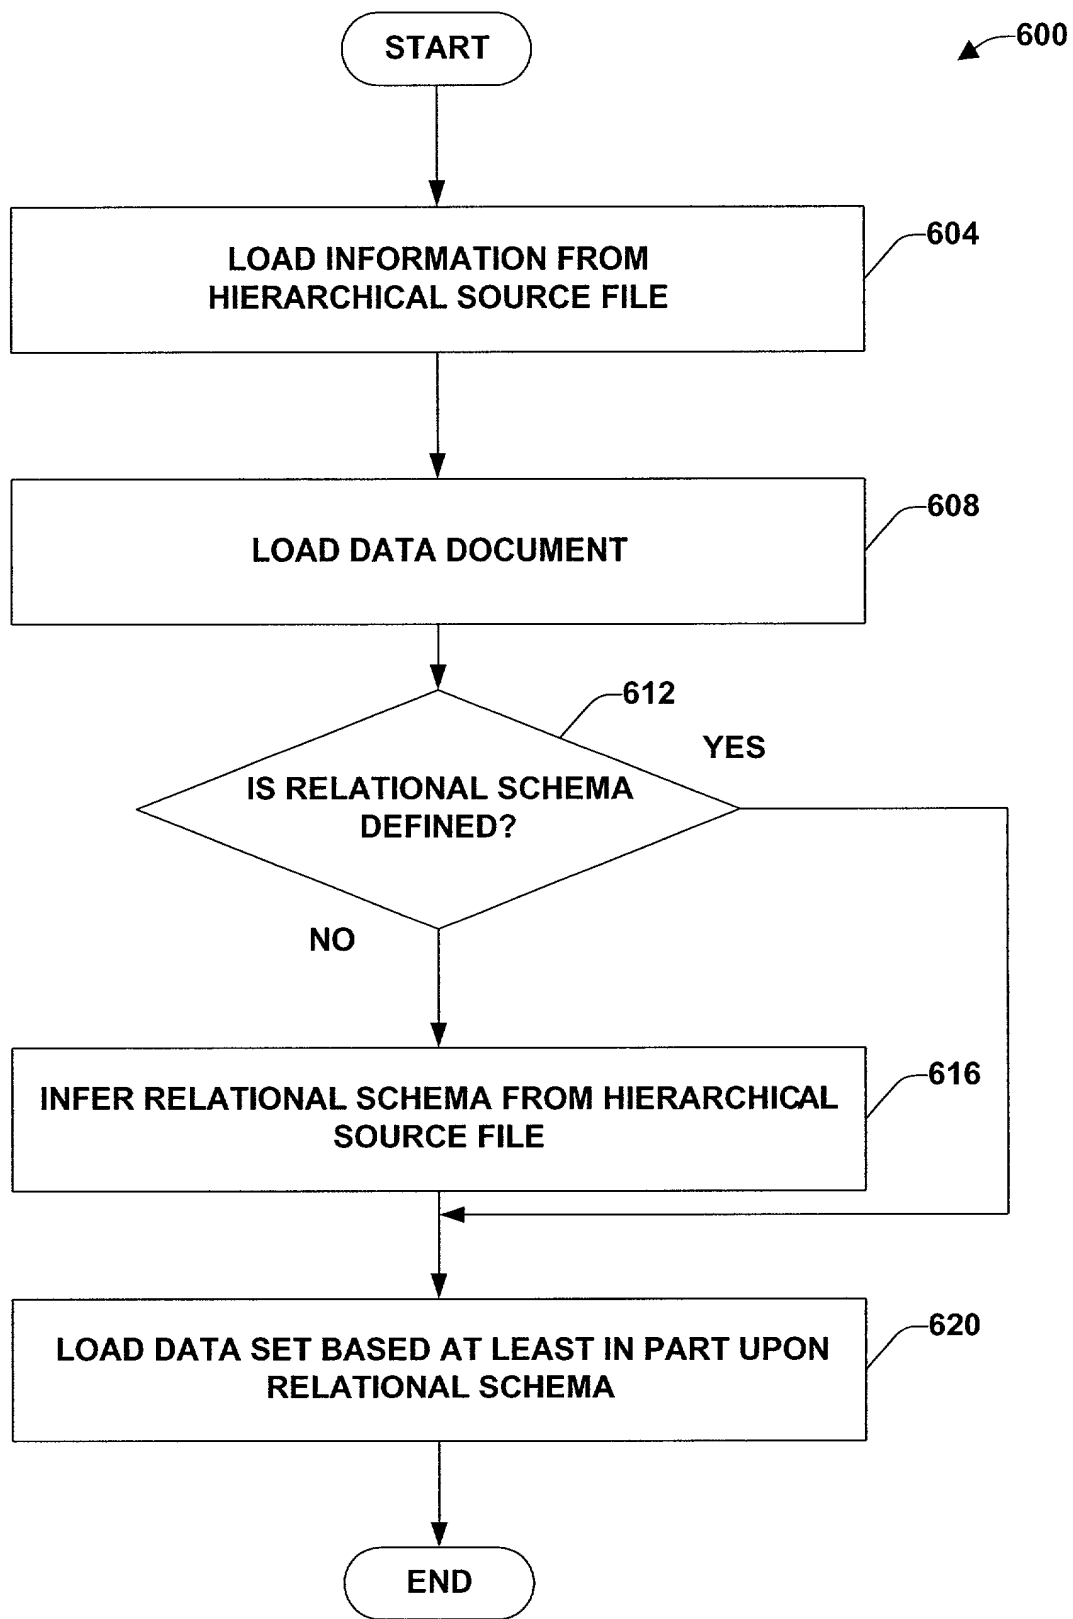 START
600
LOAD INFORMATION FROM
HIERARCHICAL SOURCE FILE
604
LOAD DATA DOCUMENT
608
612
YES
IS RELATIONAL SCHEMA
DEFINED?
NO
INFER RELATIONAL SCHEMA FROM HIERARCHICAL
SOURCE FILE
616
LOAD DATA SET BASED AT LEAST IN PART UPON
RELATIONAL SCHEMA
620
END